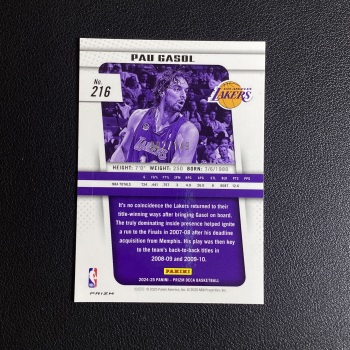 PAU GASOL
No.
216
LOS ANGELES
LAKERS
HEIGHT: 7'0" WEIGHT: 250 BORN: 7/6/1980
NBA TOTALS
It's no coincidence the Lakers returned to their
title-winning ways after bringing Gasol on board.
The truly dominating inside presence helped ignite
a run to the Finals in 2007-08 after his deadline
acquisition from Memphis. His play was then key
to the team's back-to-back titles in
2008-09 and 2009-10.
NBA
PANINI
PRIZM
2024-25 PANINI - PRIZM DECA BASKETBALL